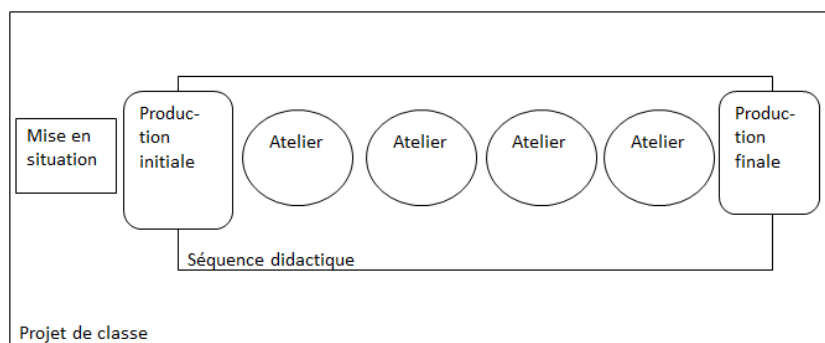 Mise en
situation
Produc-
tion
initiale
Atelier
Atelier
Atelier
Atelier
Produc-
tion
finale
Séquence didactique
Projet de classe